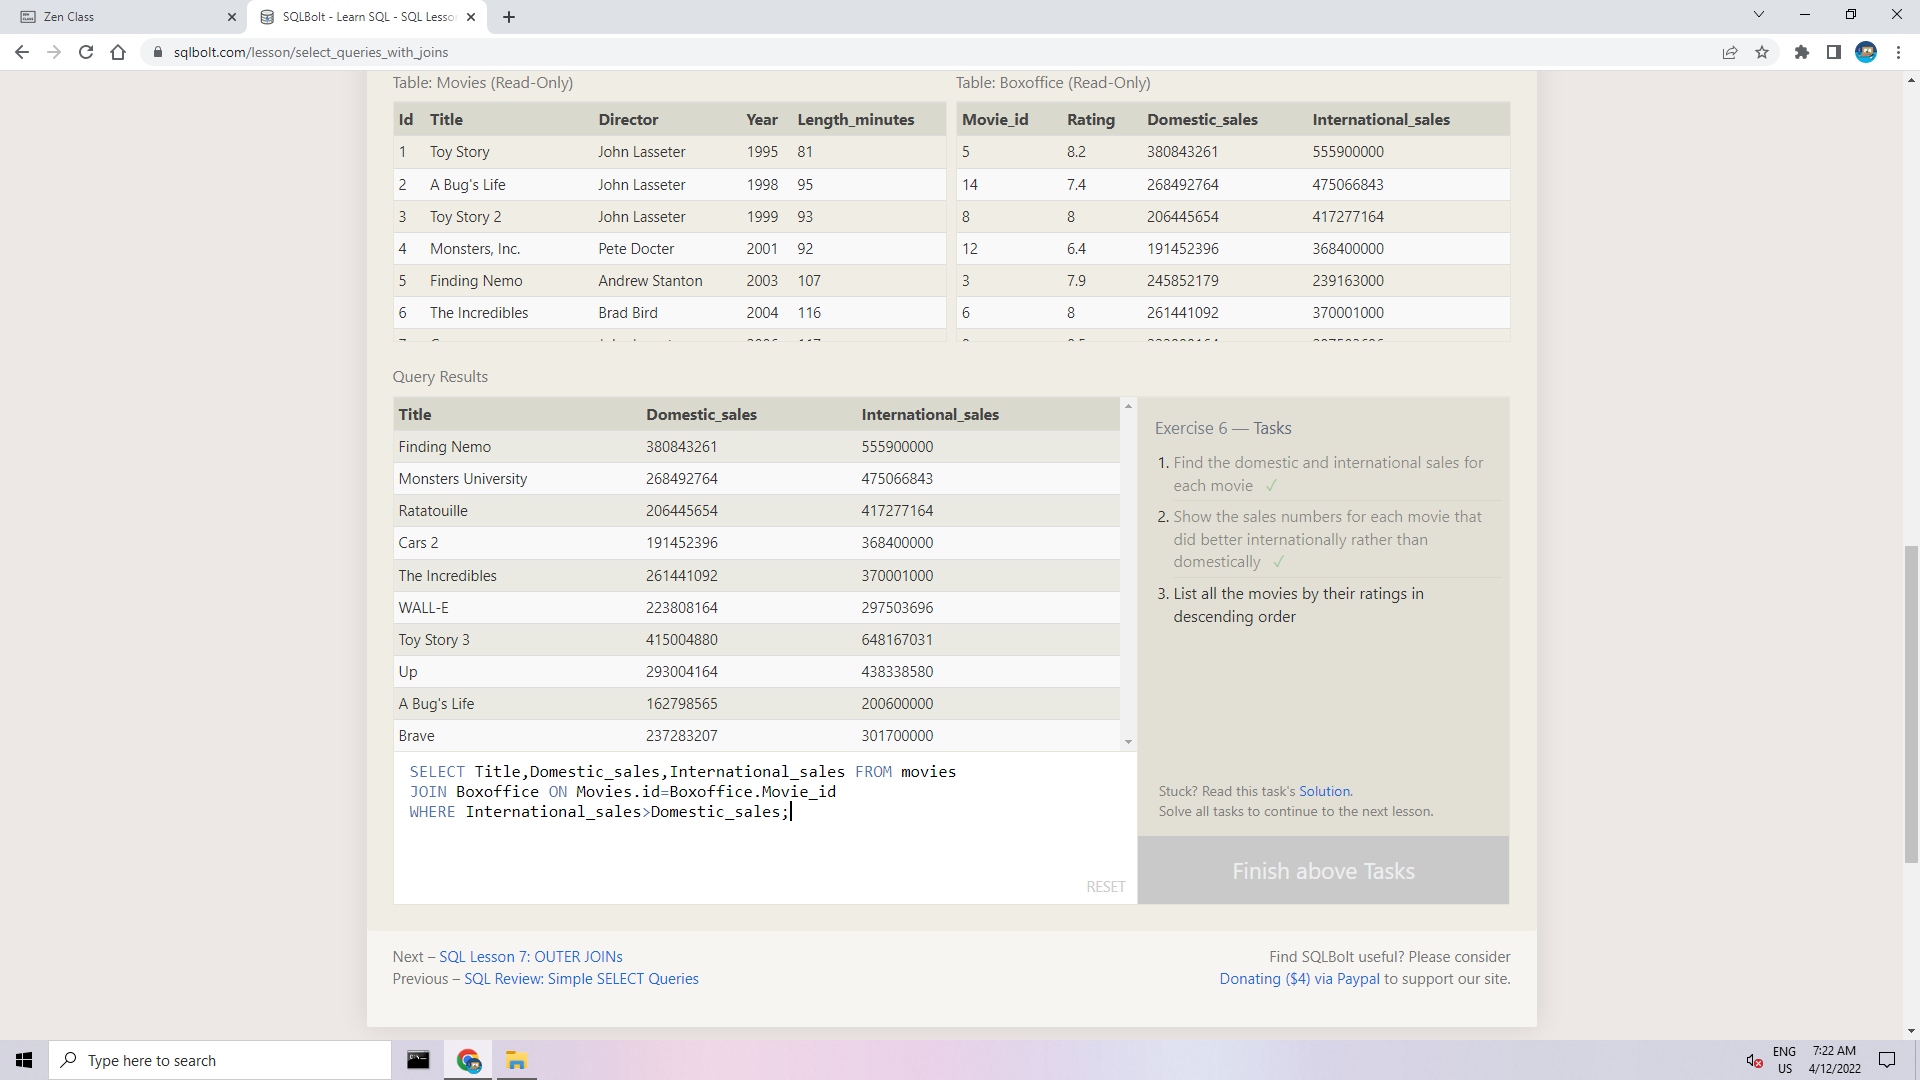 Zen Class
SQLBolt - Learn SQL - SQL Lesso
sqlbolt.com/lesson/select_queries_with_joins
Table: Movies (Read-Only)
Id Title Director Year Length_minutes
1 Toy Story John Lasseter 1995 81
2 A Bug's Life John Lasseter 1998 95
3 Toy Story 2 John Lasseter 1999 93
4 Monsters, Inc. Pete Docter 2001 92
5 Finding Nemo Andrew Stanton 2003 107
6 The Incredibles Brad Bird 2004 116
Table: Boxoffice (Read-Only)
Movie_id Rating Domestic_sales International_sales
5 8.2 380843261 555900000
14 7.4 268492764 475066843
8 8 206445654 417277164
12 6.4 191452396 368400000
3 7.9 245852179 239163000
6 8 261441092 370001000
Query Results
Title Domestic_sales International_sales
Finding Nemo 380843261 555900000
Monsters University 268492764 475066843
Ratatouille 206445654 417277164
Cars 2 191452396 368400000
The Incredibles 261441092 370001000
WALL-E 223808164 297503696
Toy Story 3 415004880 648167031
Up 293004164 438338580
A Bug's Life 162798565 200600000
Brave 237283207 301700000
SELECT Title,Domestic_sales,International_sales FROM movies
JOIN Boxoffice ON Movies.id=Boxoffice.Movie_id
WHERE International_sales>Domestic_sales;
RESET
Exercise 6 — Tasks
1. Find the domestic and international sales for
each movie ✓
2. Show the sales numbers for each movie that
did better internationally rather than
domestically ✓
3. List all the movies by their ratings in
descending order
Stuck? Read this task's Solution.
Solve all tasks to continue to the next lesson.
Finish above Tasks
Next – SQL Lesson 7: OUTER JOINs
Previous – SQL Review: Simple SELECT Queries
Find SQLBolt useful? Please consider
Donating ($4) via Paypal to support our site.
Type here to search
ENG
US
7:22 AM
4/12/2022